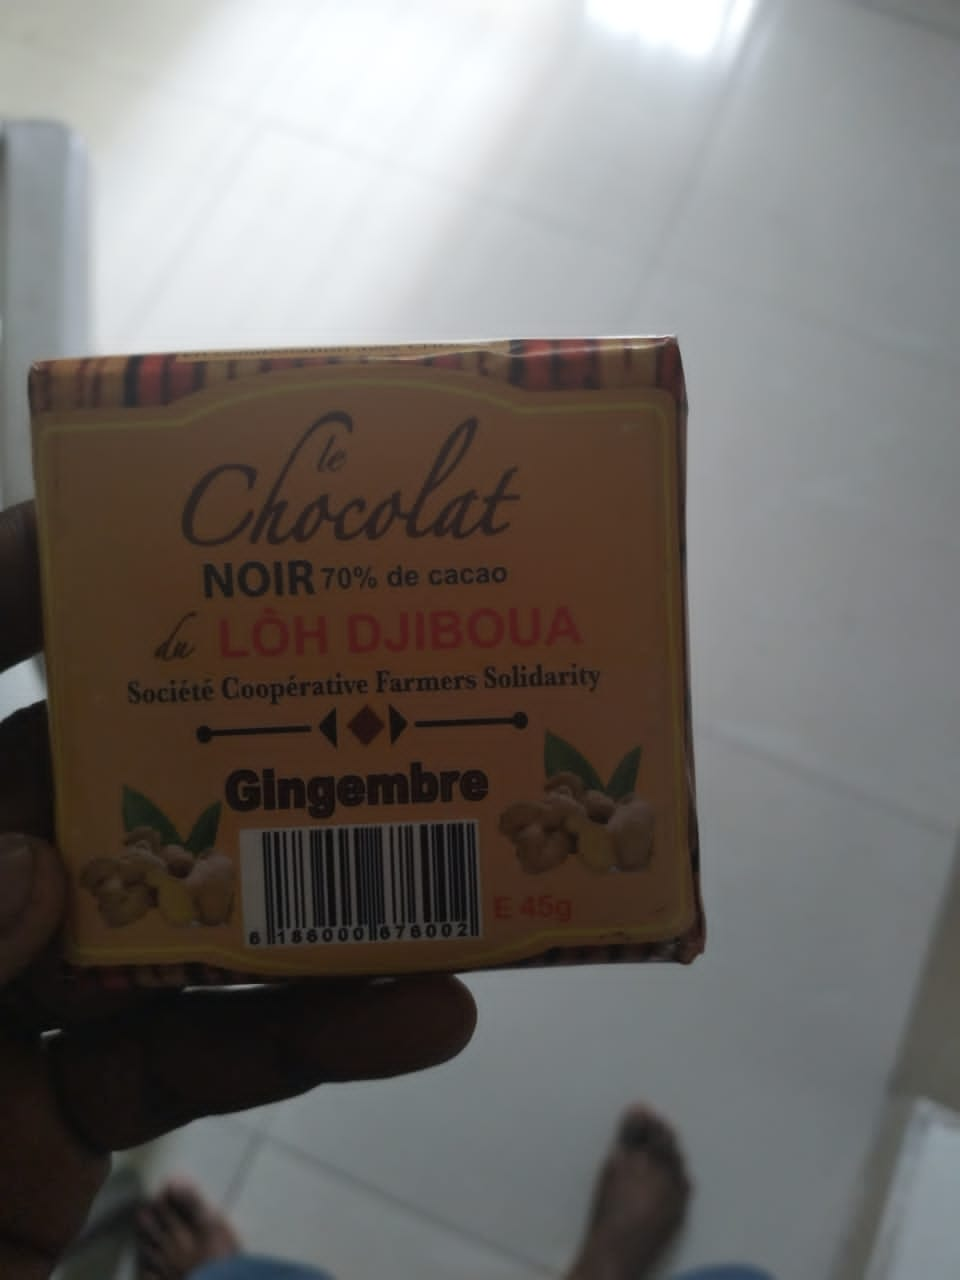 le
Chocolat
NOIR 70% de cacao
du LÔH DJIBOUA
Société Coopérative Farmers Solidarity
Gingembre
6 186000 676002
E 45g